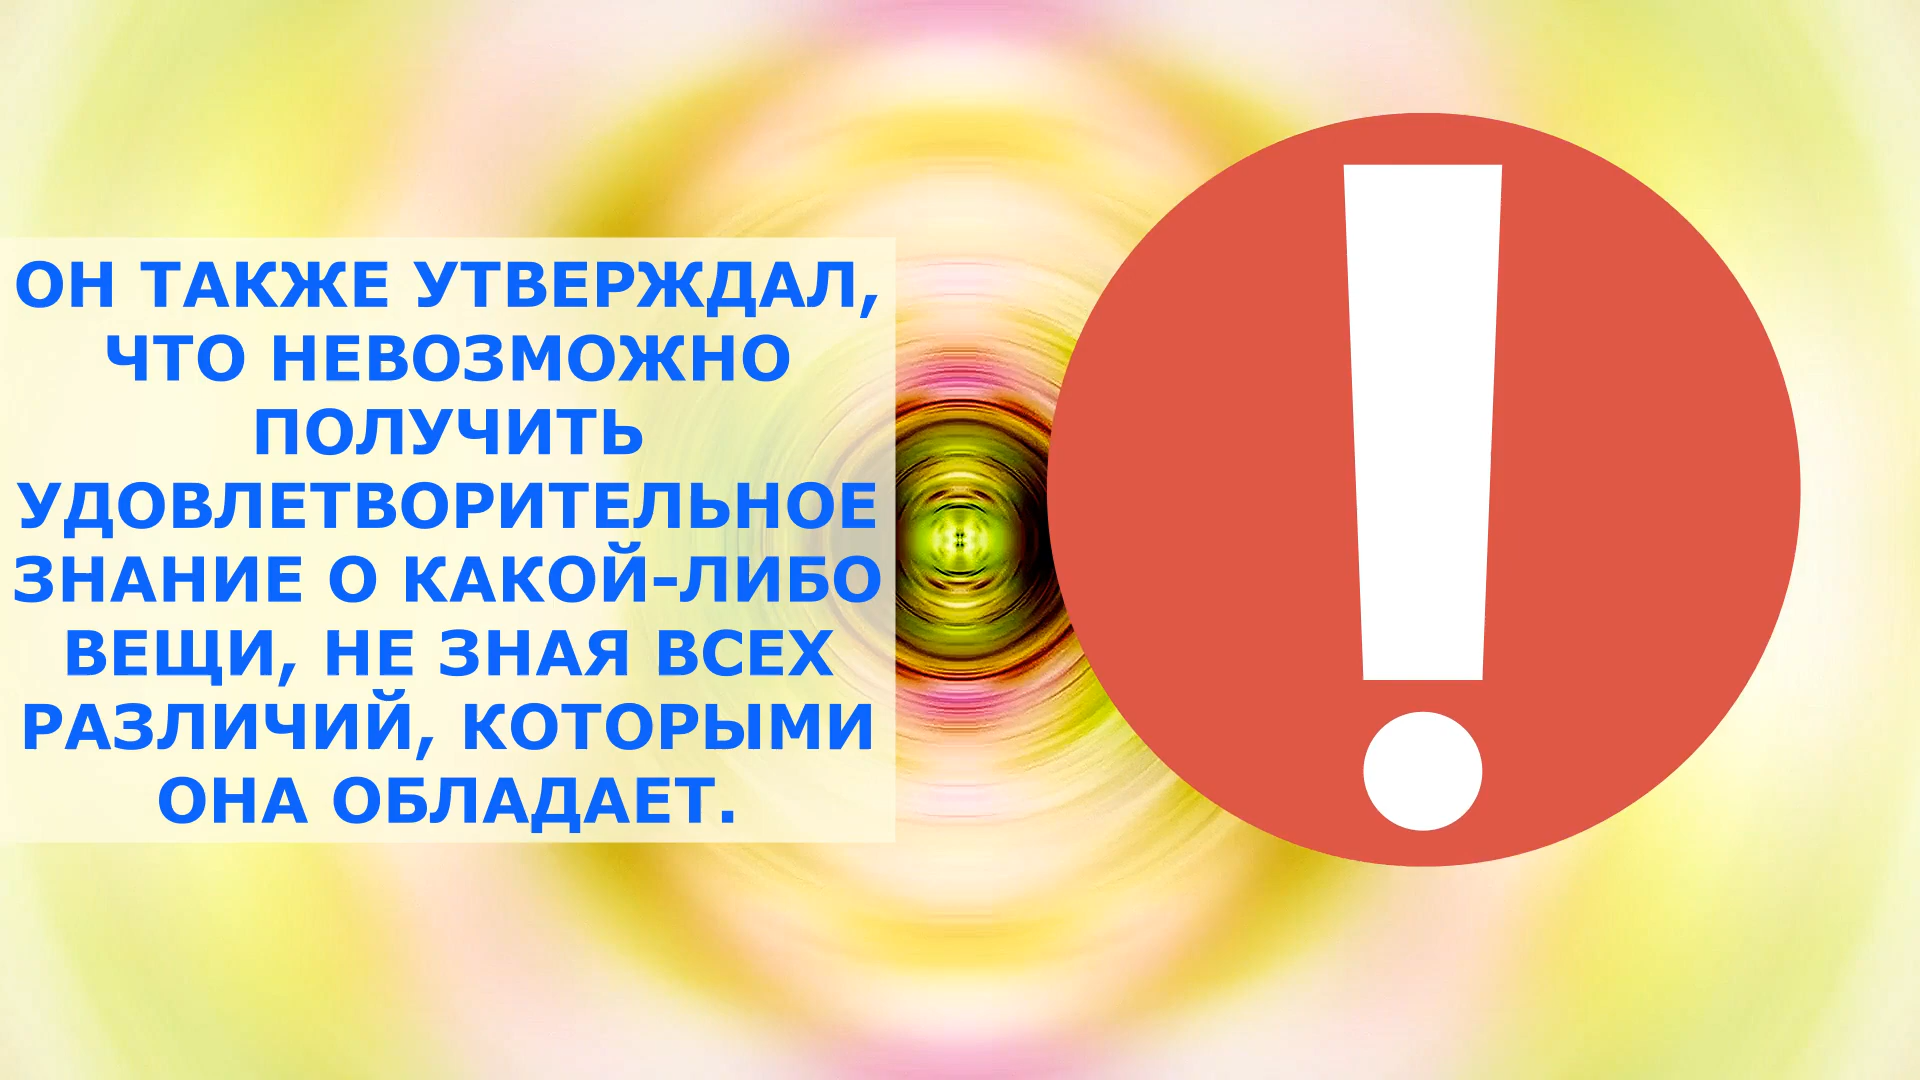 ОН ТАКЖЕ УТВЕРЖДАЛ,
ЧТО НЕВОЗМОЖНО
ПОЛУЧИТЬ
УДОВЛЕТВОРИТЕЛЬНОЕ
ЗНАНИЕ О КАКОЙ-ЛИБО
ВЕЩИ, НЕ ЗНАЯ ВСЕХ
РАЗЛИЧИЙ, КОТОРЫМИ
ОНА ОБЛАДАЕТ.